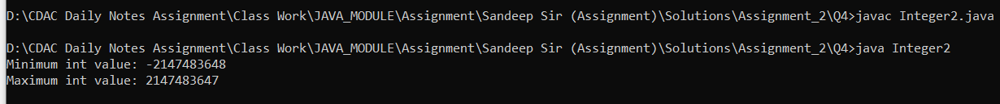 D:\CDAC Daily Notes Assignment\Class Work\JAVA_MODULE\Assignment\Sandeep Sir (Assignment)\Solutions\Assignment_2\Q4>javac Integer2.java
D:\CDAC Daily Notes Assignment\Class Work\JAVA_MODULE\Assignment\Sandeep Sir (Assignment)\Solutions\Assignment_2\Q4>java Integer2
Minimum int value: -2147483648
Maximum int value: 2147483647